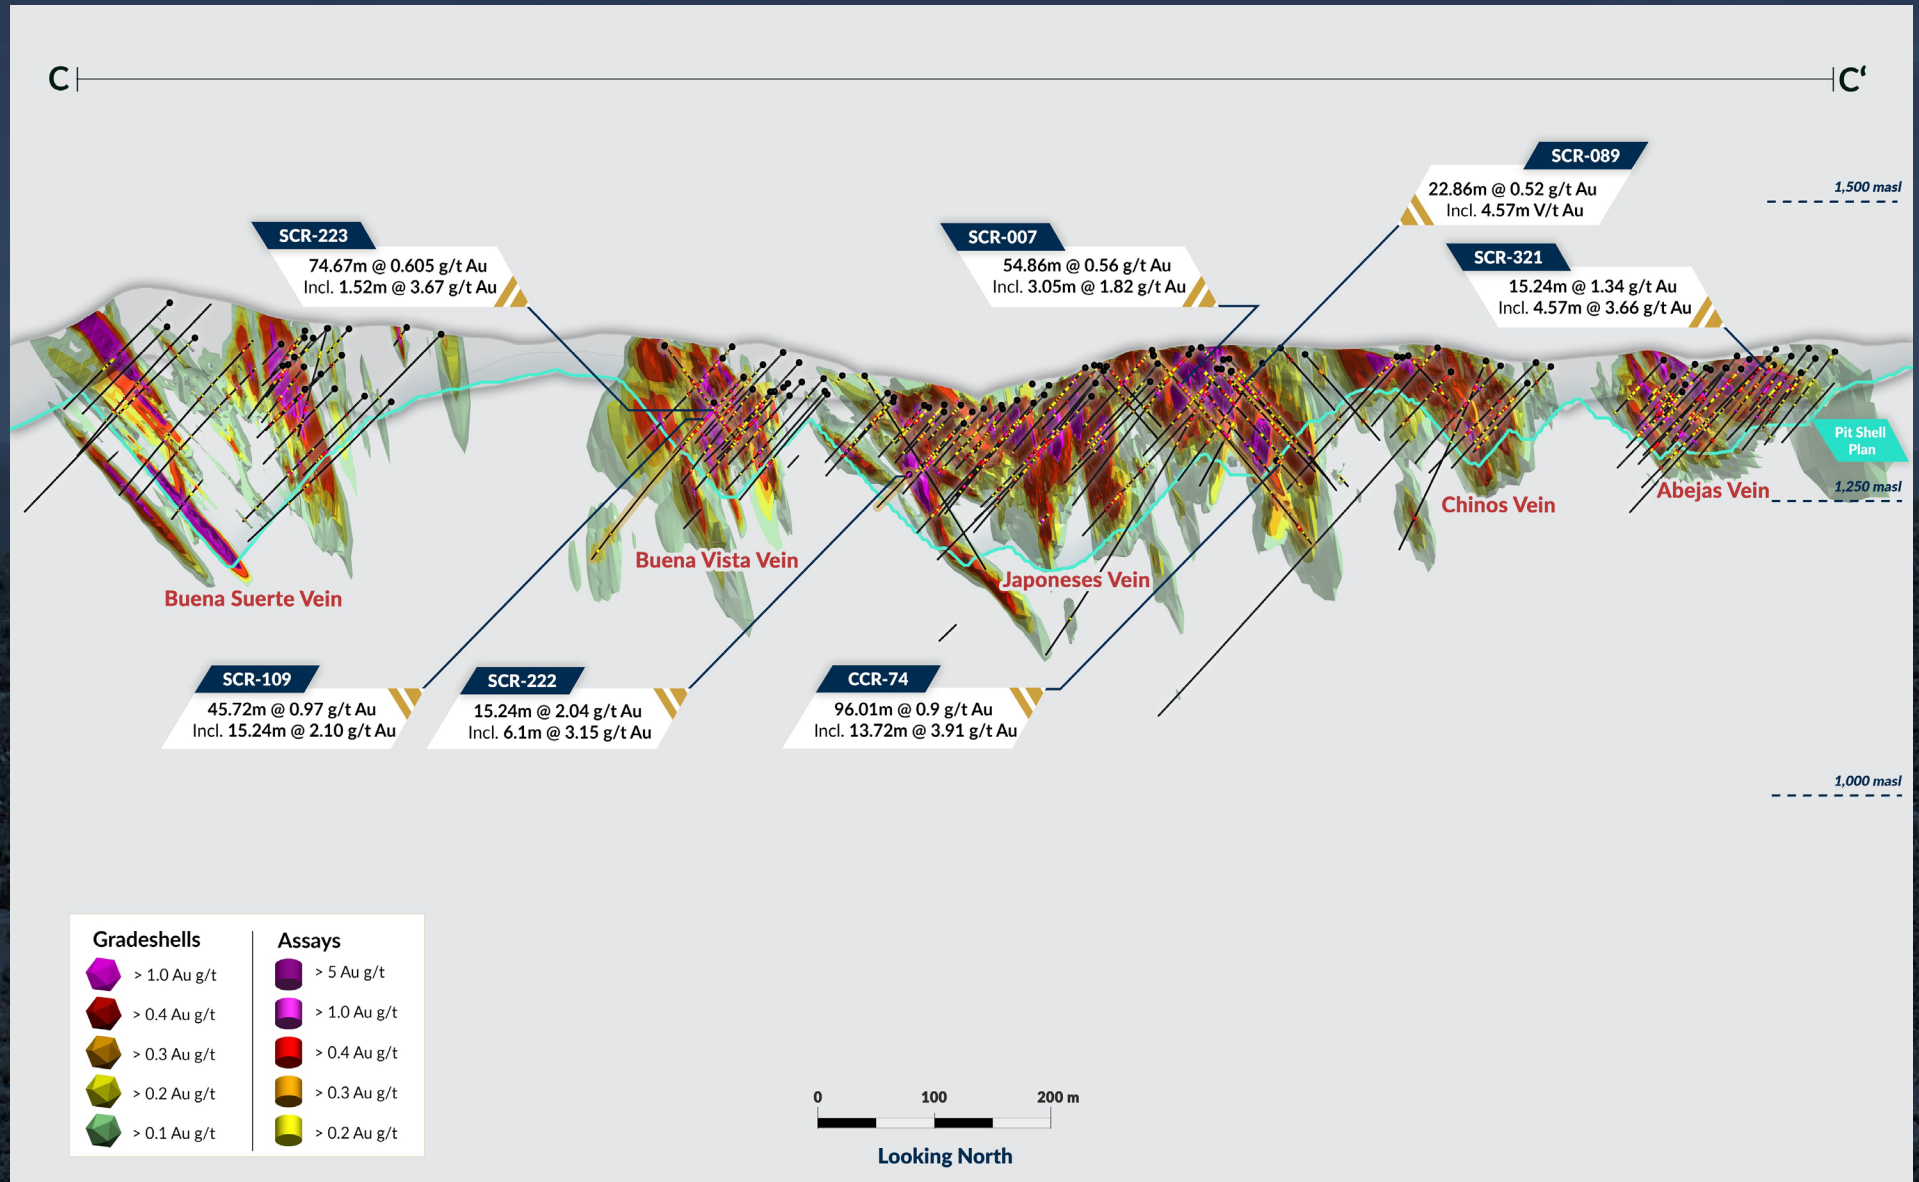 C
C‘
SCR-089
22.86m @ 0.52 g/t Au
Incl. 4.57m V/t Au
1,500 masl
SCR-223
74.67m @ 0.605 g/t Au
Incl. 1.52m @ 3.67 g/t Au
SCR-007
54.86m @ 0.56 g/t Au
Incl. 3.05m @ 1.82 g/t Au
SCR-321
15.24m @ 1.34 g/t Au
Incl. 4.57m @ 3.66 g/t Au
Pit Shell
Plan
1,250 masl
Abejas Vein
Chinos Vein
Buena Vista Vein
Japoneses Vein
Buena Suerte Vein
SCR-109
45.72m @ 0.97 g/t Au
Incl. 15.24m @ 2.10 g/t Au
SCR-222
15.24m @ 2.04 g/t Au
Incl. 6.1m @ 3.15 g/t Au
CCR-74
96.01m @ 0.9 g/t Au
Incl. 13.72m @ 3.91 g/t Au
1,000 masl
Gradeshells
> 1.0 Au g/t
> 0.4 Au g/t
> 0.3 Au g/t
> 0.2 Au g/t
> 0.1 Au g/t
Assays
> 5 Au g/t
> 1.0 Au g/t
> 0.4 Au g/t
> 0.3 Au g/t
> 0.2 Au g/t
0 100 200 m
Looking North